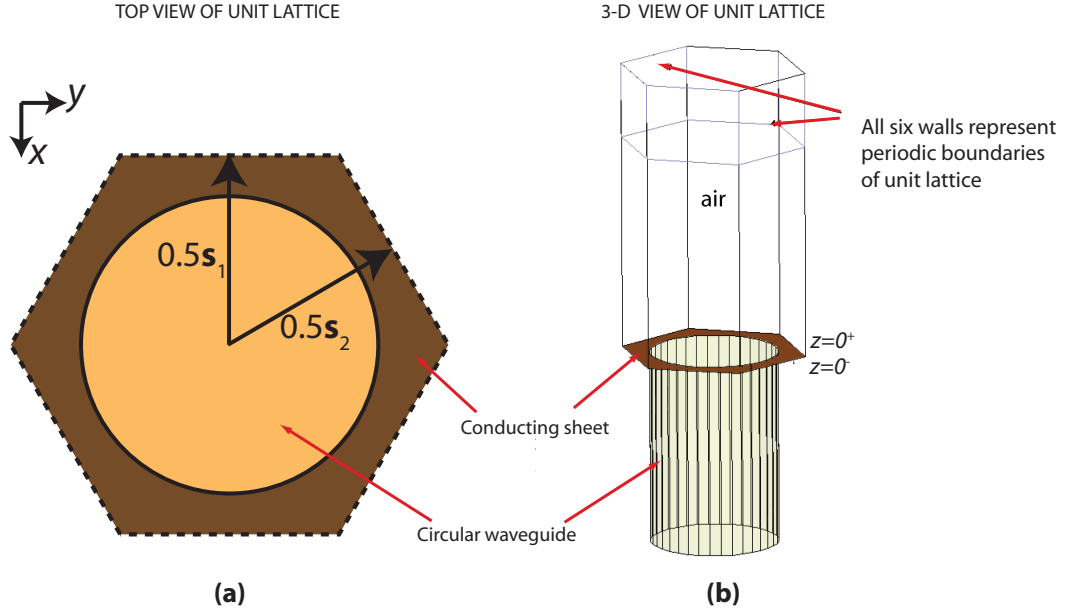 TOP VIEW OF UNIT LATTICE
3-D VIEW OF UNIT LATTICE
y
x
0.5s1
0.5s2
All six walls represent
periodic boundaries
of unit lattice
air
z=0+
z=0-
Conducting sheet
Circular waveguide
(a)
(b)